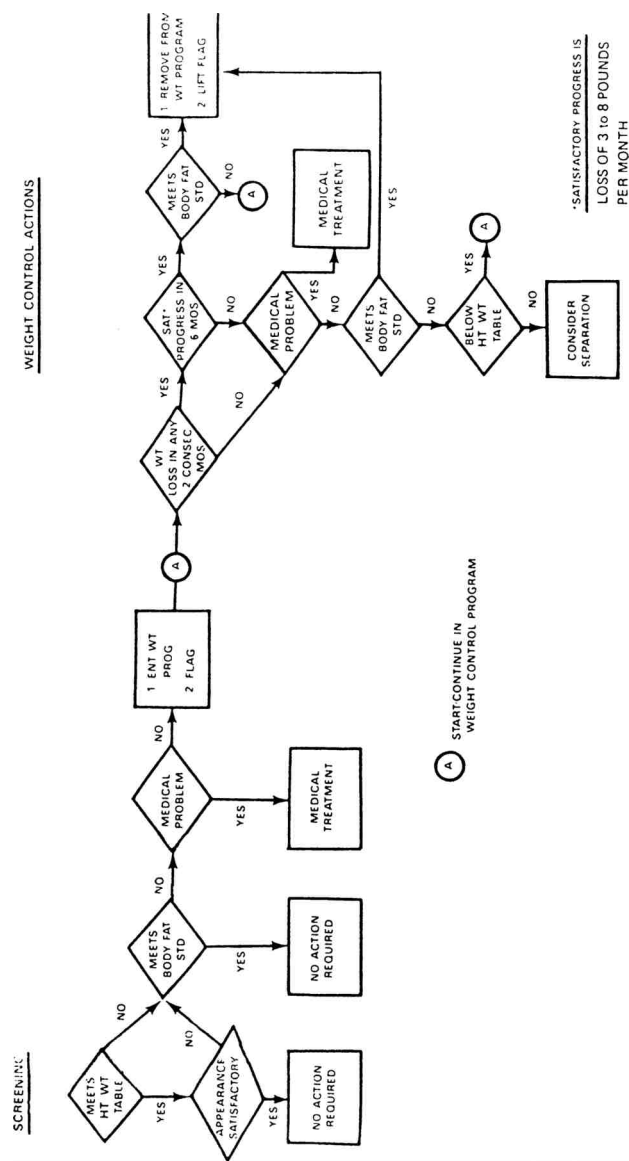 SCREENING
WEIGHT CONTROL ACTIONS
MEETS
HT WT
TABLE
NO
YES
APPEARANCE
SATISFACTORY
NO
YES
NO ACTION
REQUIRED
MEETS
BODY FAT
STD
NO
YES
NO ACTION
REQUIRED
MEDICAL
PROBLEM
NO
YES
MEDICAL
TREATMENT
1 ENT WT
PROG
2 FLAG
A
WT
LOSS IN ANY
2 CONSEC
MOS
YES
NO
SAT*
PROGRESS IN
6 MOS
YES
NO
MEETS
BODY FAT
STD
YES
NO
A
1 REMOVE FROM
WT PROGRAM
2 LIFT FLAG
MEDICAL
PROBLEM
YES
NO
MEDICAL
TREATMENT
MEETS
BODY FAT
STD
YES
NO
BELOW
HT WT
TABLE
YES
A
NO
CONSIDER
SEPARATION
A
START/CONTINUE IN
WEIGHT CONTROL PROGRAM
*SATISFACTORY PROGRESS IS
LOSS OF 3 to 8 POUNDS
PER MONTH